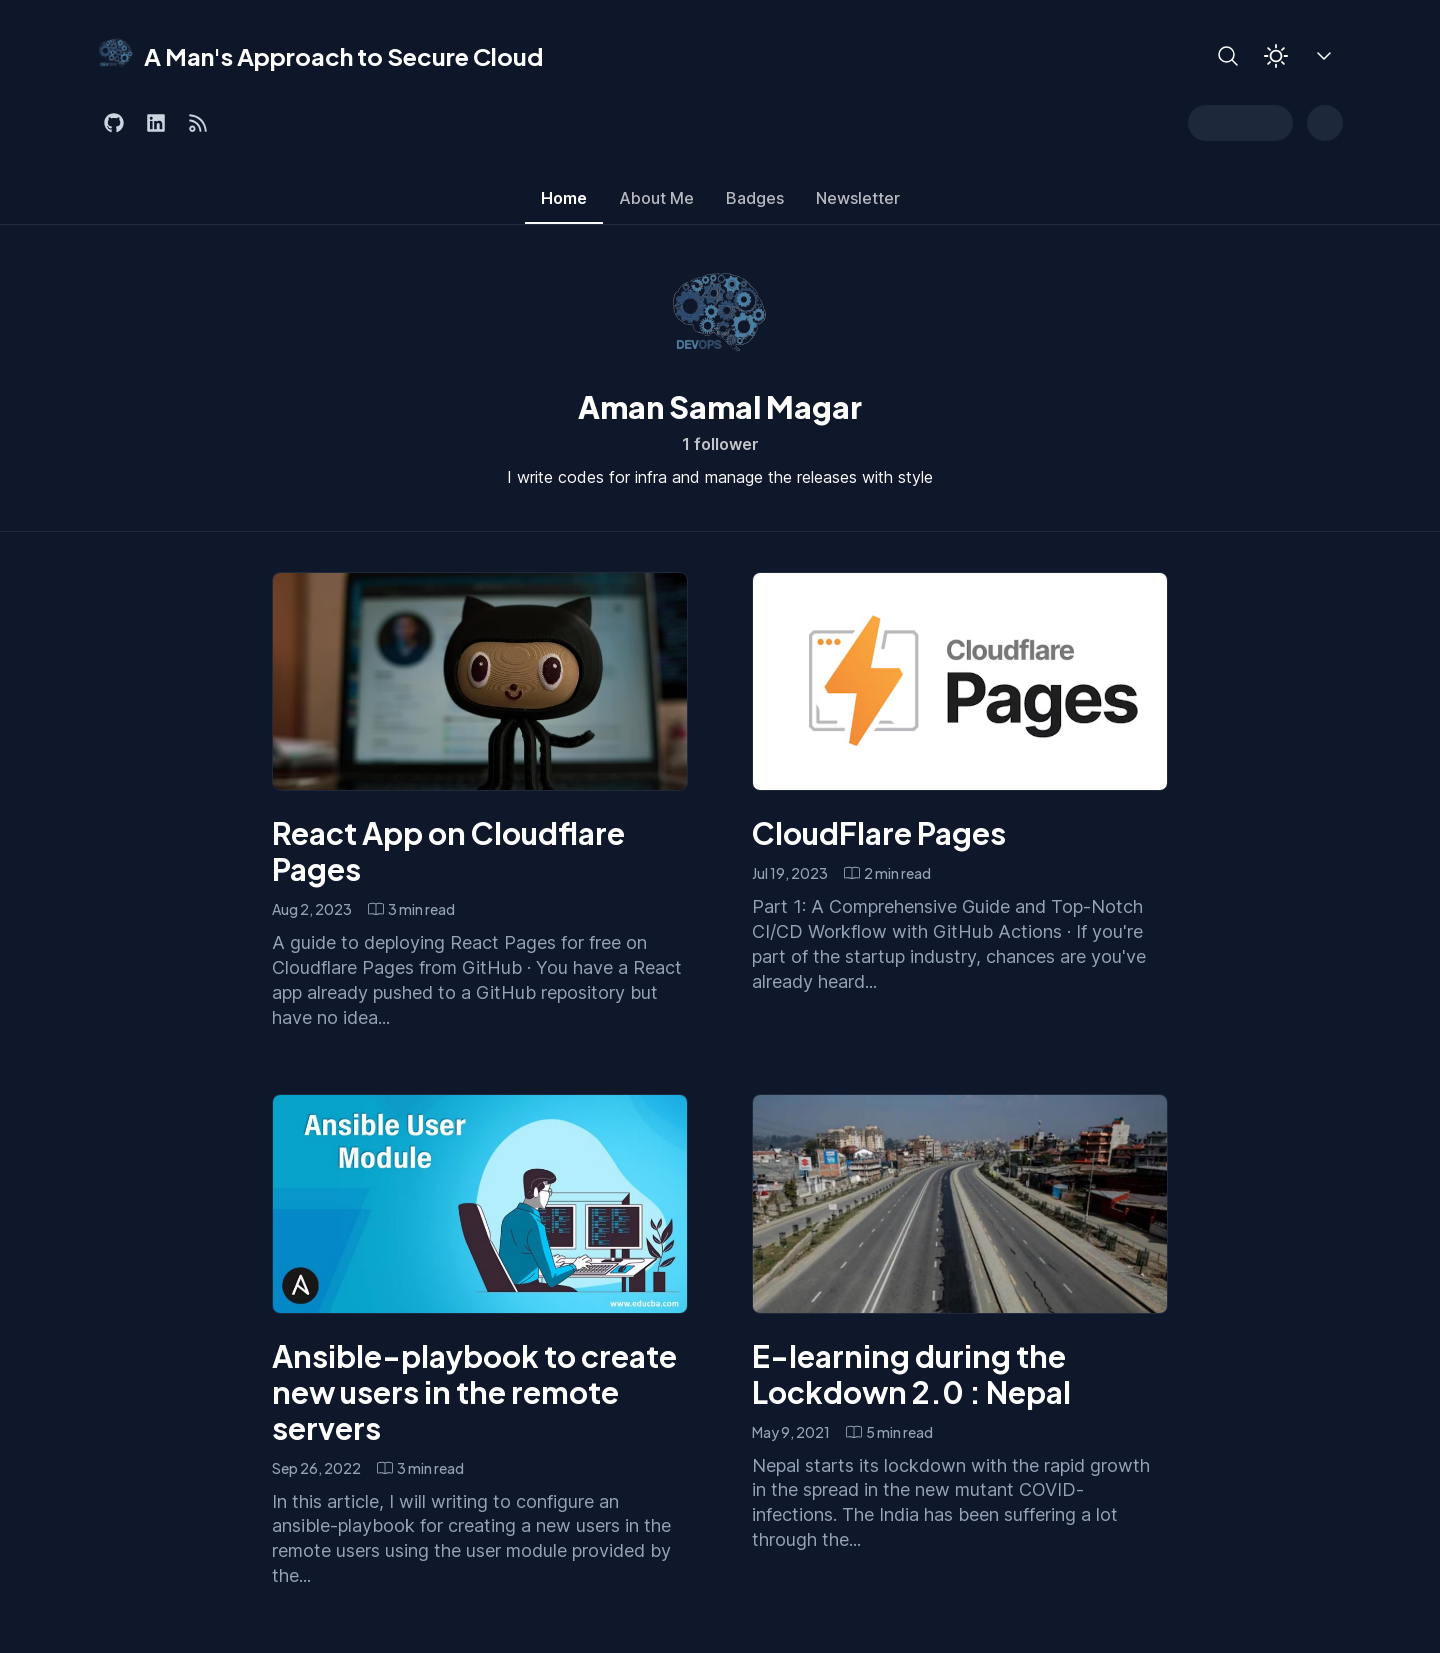 A Man's Approach to Secure Cloud
Home
About Me
Badges
Newsletter
DEVOPS
Aman Samal Magar
1 follower
I write codes for infra and manage the releases with style
Cloudflare
Pages
React App on Cloudflare
Pages
Aug 2, 2023
3 min read
A guide to deploying React Pages for free on
Cloudflare Pages from GitHub · You have a React
app already pushed to a GitHub repository but
have no idea...
CloudFlare Pages
Jul 19, 2023
2 min read
Part 1: A Comprehensive Guide and Top-Notch
CI/CD Workflow with GitHub Actions · If you're
part of the startup industry, chances are you've
already heard...
Ansible User
Module
www.educba.com
Ansible-playbook to create
new users in the remote
servers
Sep 26, 2022
3 min read
In this article, I will writing to configure an
ansible-playbook for creating a new users in the
remote users using the user module provided by
the...
E-learning during the
Lockdown 2.0 : Nepal
May 9, 2021
5 min read
Nepal starts its lockdown with the rapid growth
in the spread in the new mutant COVID-
infections. The India has been suffering a lot
through the...